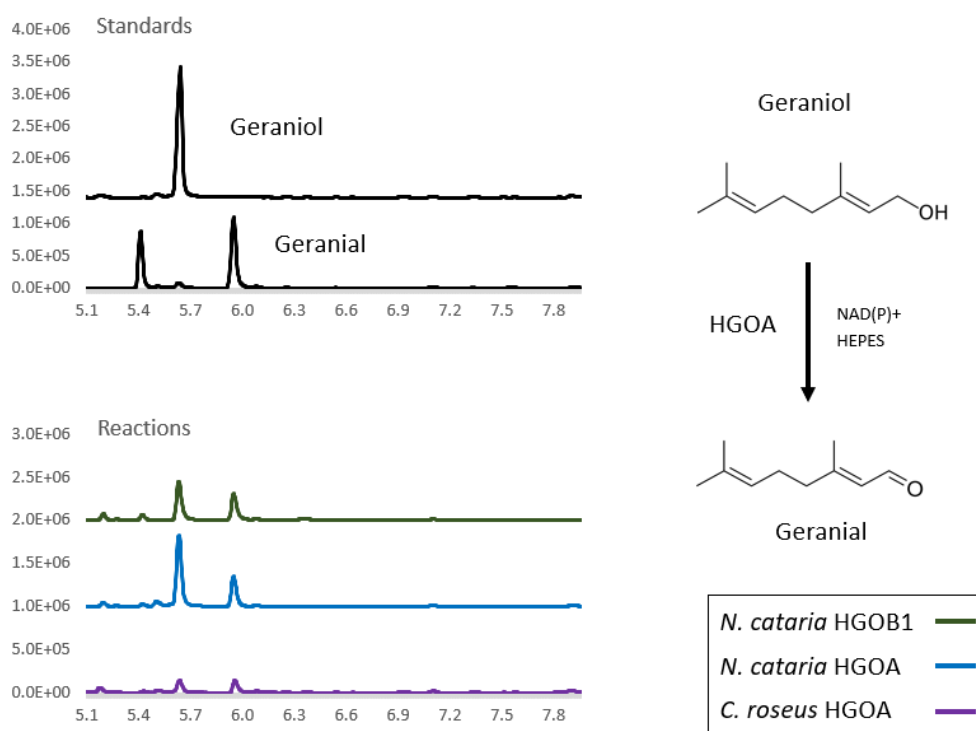 Standards
4.0E+06
3.5E+06
3.0E+06
2.5E+06
2.0E+06
1.5E+06
1.0E+06
5.0E+05
0.0E+00
Geraniol
Geranial
5.1 5.4 5.7 6.0 6.3 6.6 6.9 7.2 7.5 7.8
Reactions
3.0E+06
2.5E+06
2.0E+06
1.5E+06
1.0E+06
5.0E+05
0.0E+00
5.1 5.4 5.7 6.0 6.3 6.6 6.9 7.2 7.5 7.8
Geraniol
OH
HGOA
NAD(P)+
HEPES
O
Geranial
N. cataria HGOB1
N. cataria HGOA
C. roseus HGOA